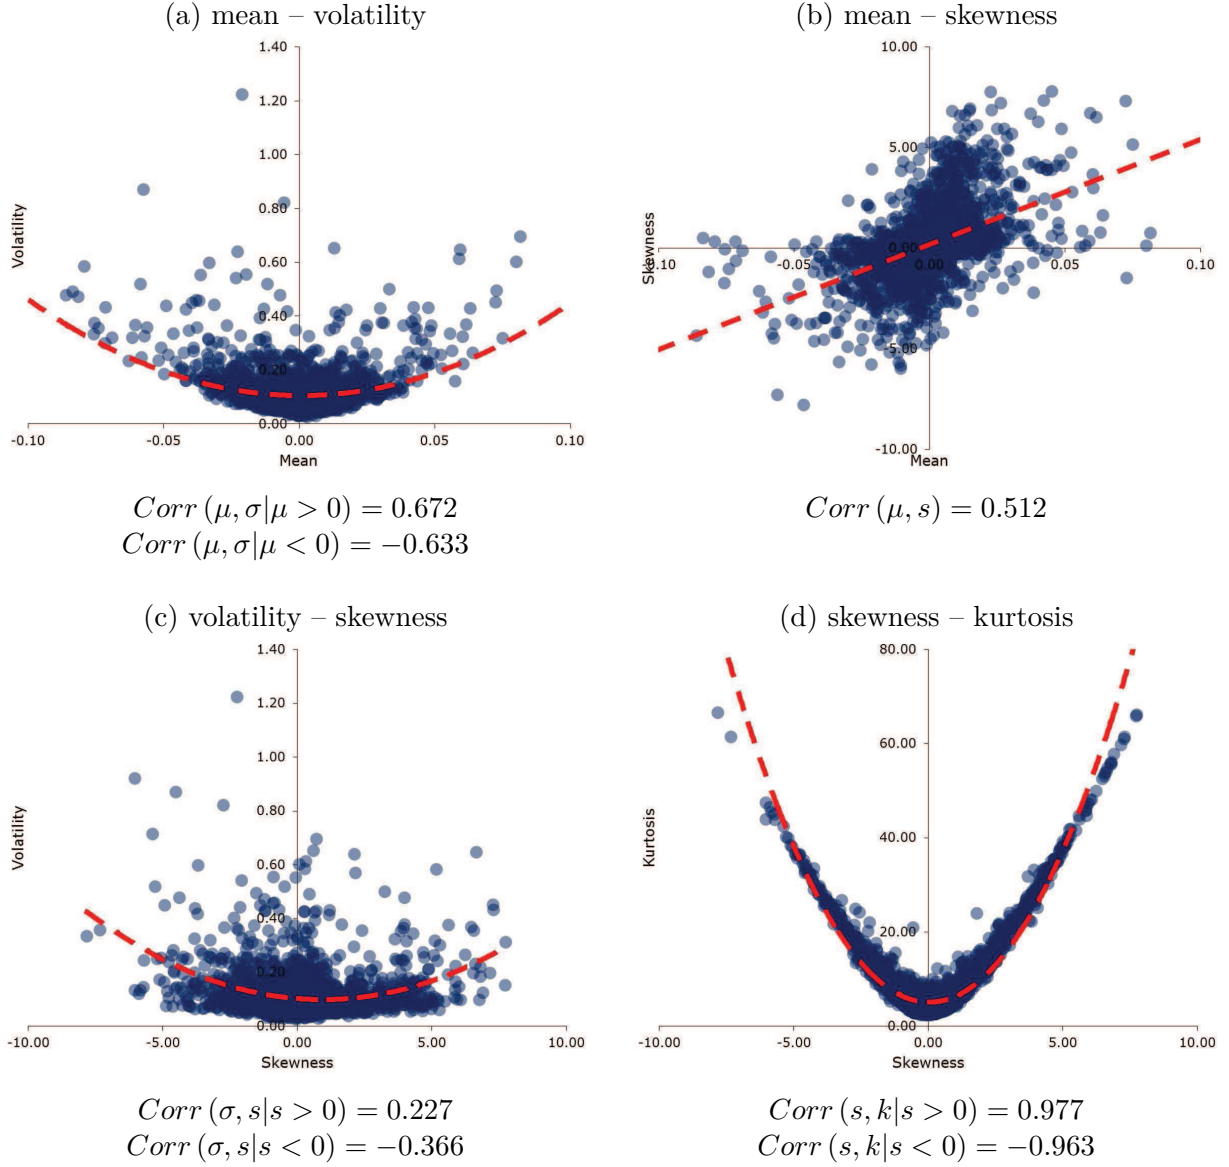 (a) mean – volatility
1.40
1.20
1.00
0.80
0.60
0.40
0.20
0.00
Volatility
-0.10
-0.05
0.00
0.05
0.10
Mean
Corr (μ, σ|μ > 0) = 0.672
Corr (μ, σ|μ < 0) = −0.633
(b) mean – skewness
10.00
5.00
0.00
-5.00
-10.00
Skewness
-0.10
-0.05
0.00
0.05
0.10
Mean
Corr (μ, s) = 0.512
(c) volatility – skewness
1.40
1.20
1.00
0.80
0.60
0.40
0.20
0.00
Volatility
-10.00
-5.00
0.00
5.00
10.00
Skewness
Corr (σ, s|s > 0) = 0.227
Corr (σ, s|s < 0) = −0.366
(d) skewness – kurtosis
80.00
60.00
40.00
20.00
0.00
Kurtosis
-10.00
-5.00
0.00
5.00
10.00
Skewness
Corr (s, k|s > 0) = 0.977
Corr (s, k|s < 0) = −0.963